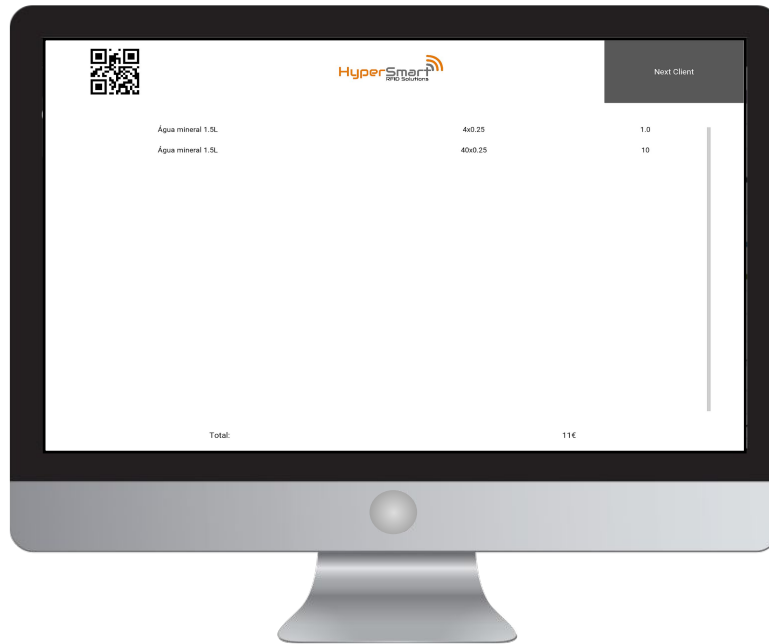 HyperSmart
RFID Solutions
Next Client
Água mineral 1.5L 4x0.25 1.0
Água mineral 1.5L 40x0.25 10
Total: 11€